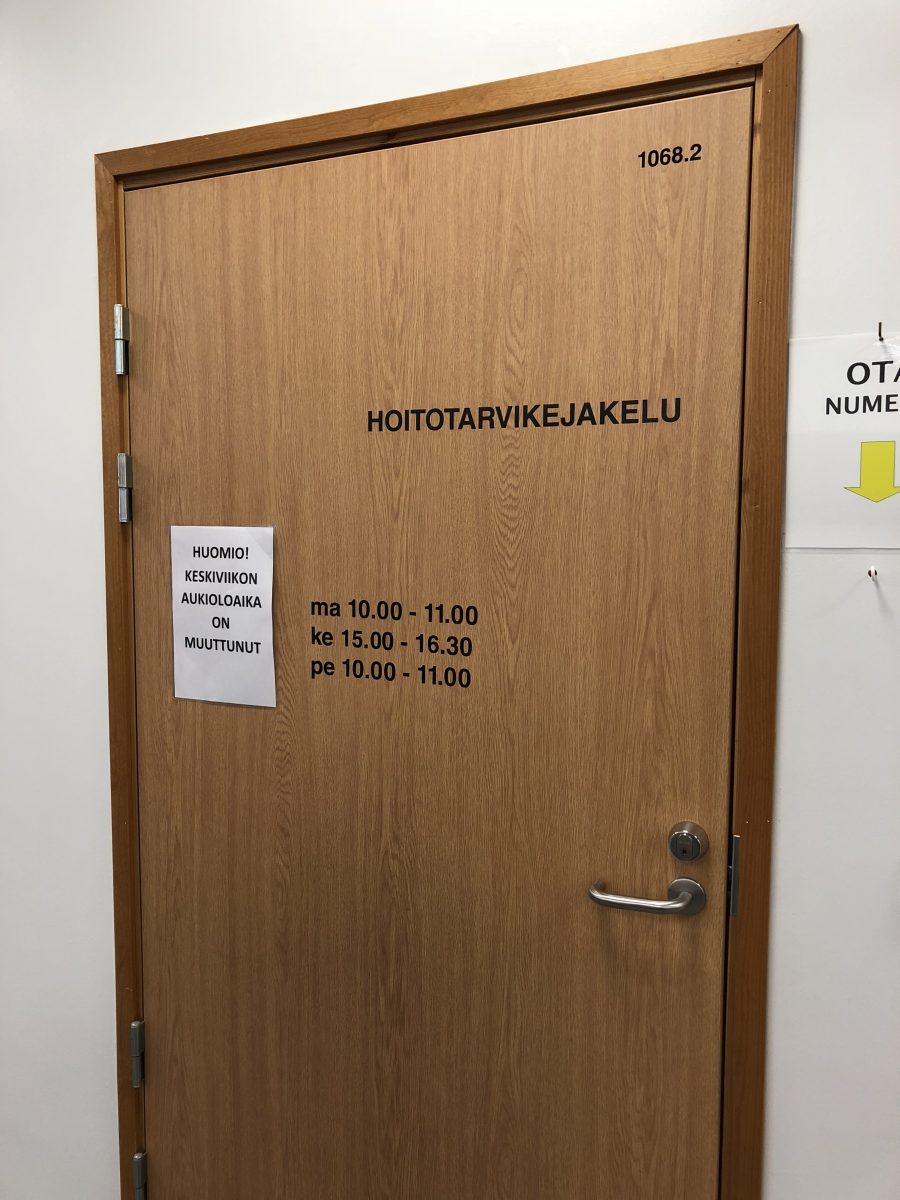 1068.2
HOITOTARVIKEJAKELU
HUOMIO!
KESKIVIIKON
AUKIOLOAIKA
ON
MUUTTUNUT
ma 10.00 - 11.00
ke 15.00 - 16.30
pe 10.00 - 11.00